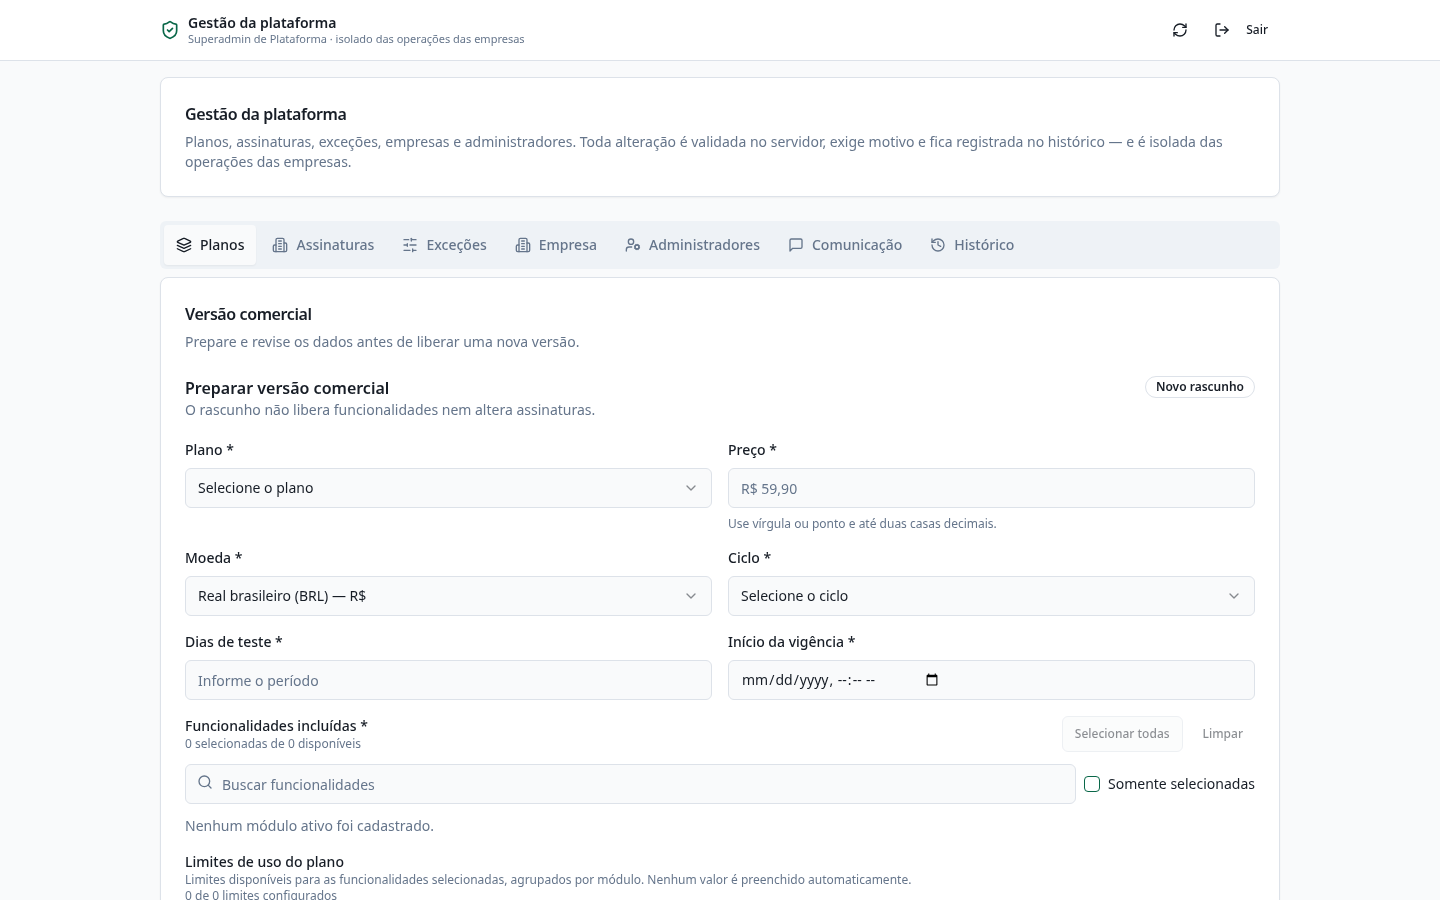 Gestão da plataforma
Superadmin de Plataforma · isolado das operações das empresas
Sair
Gestão da plataforma
Planos, assinaturas, exceções, empresas e administradores. Toda alteração é validada no servidor, exige motivo e fica registrada no histórico — e é isolada das
operações das empresas.
Planos
Assinaturas
Exceções
Empresa
Administradores
Comunicação
Histórico
Versão comercial
Prepare e revise os dados antes de liberar uma nova versão.
Preparar versão comercial
Novo rascunho
O rascunho não libera funcionalidades nem altera assinaturas.
Plano *
Preço *
Selecione o plano
R$ 59,90
Use vírgula ou ponto e até duas casas decimais.
Moeda *
Ciclo *
Real brasileiro (BRL) — R$
Selecione o ciclo
Dias de teste *
Início da vigência *
Informe o período
mm/dd/yyyy, --:-- --
Funcionalidades incluídas *
0 selecionadas de 0 disponíveis
Selecionar todas
Limpar
Buscar funcionalidades
Somente selecionadas
Nenhum módulo ativo foi cadastrado.
Limites de uso do plano
Limites disponíveis para as funcionalidades selecionadas, agrupados por módulo. Nenhum valor é preenchido automaticamente.
0 de 0 limites configurados